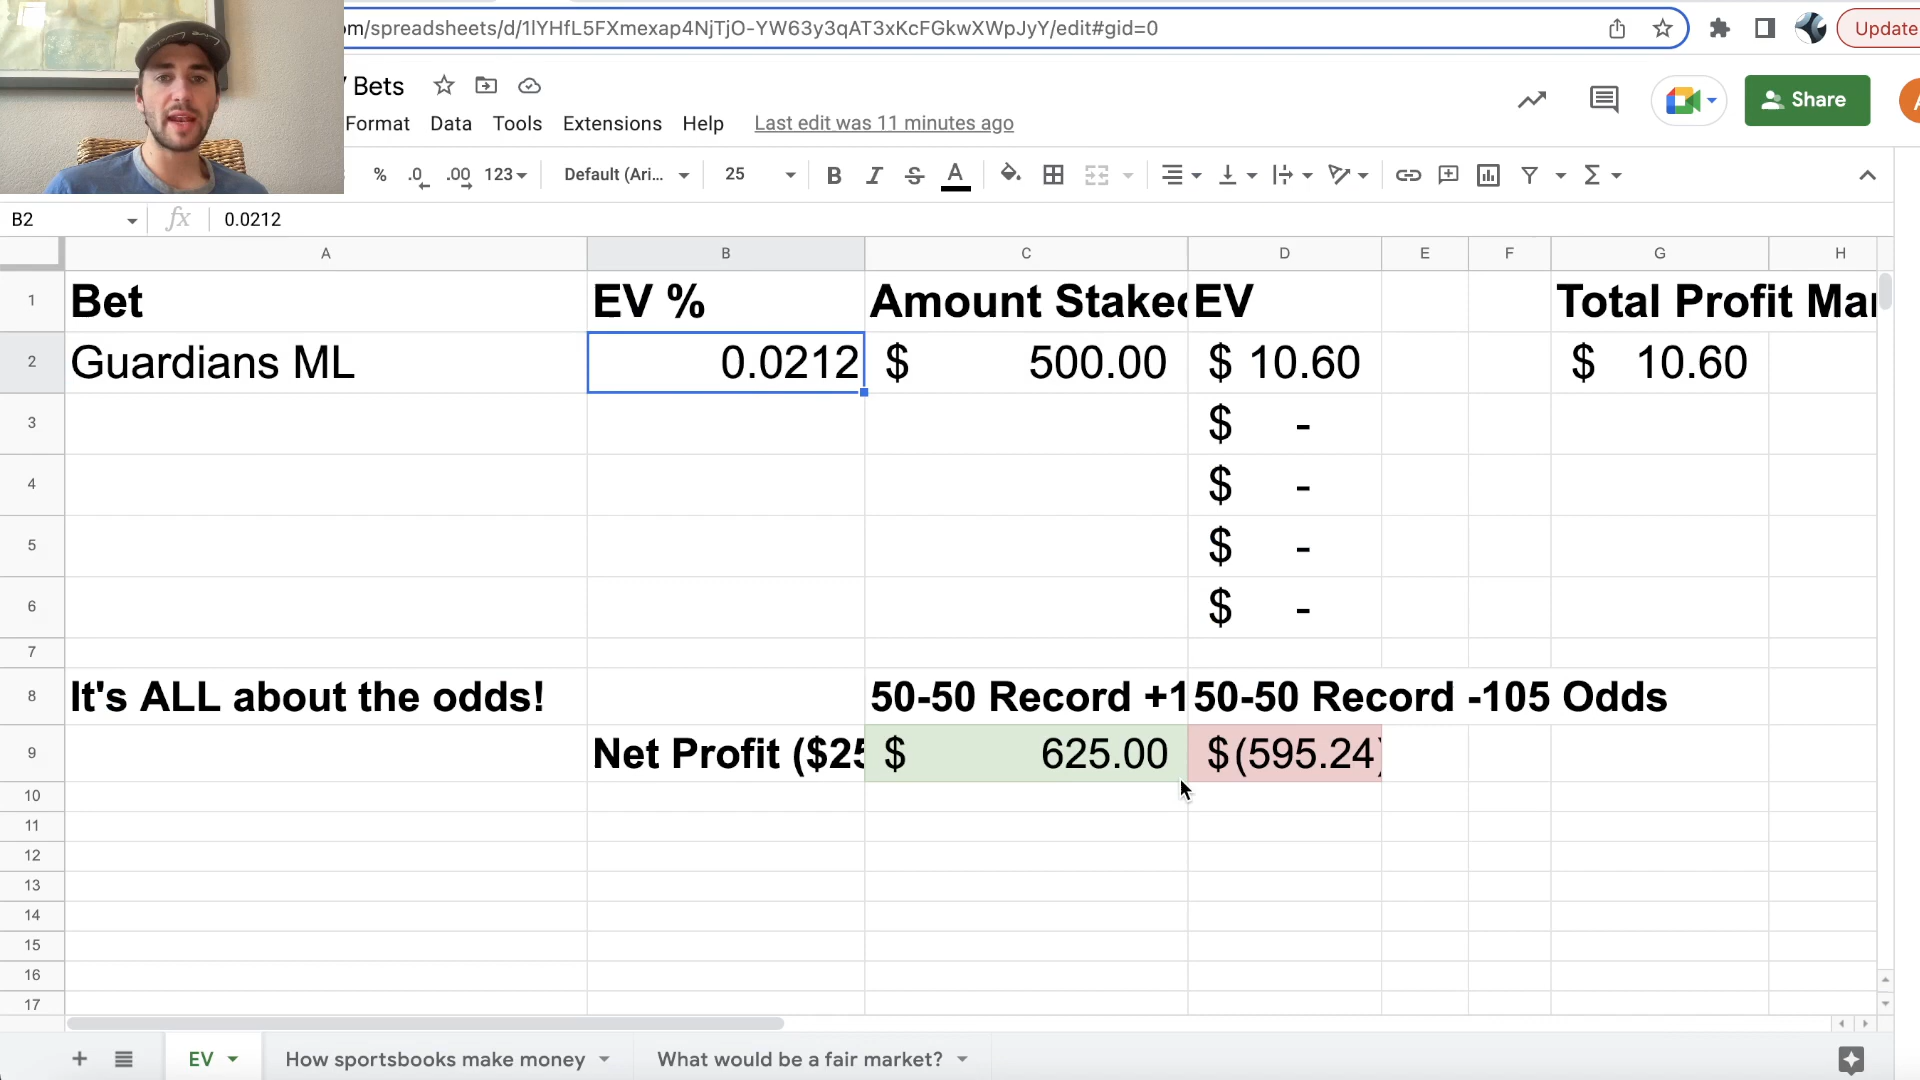 om/spreadsheets/d/1lYHfL5FXmexap4NjTjO-YW63y3qAT3xKcFGkwXWpJyY/edit#gid=0
Update
Bets
Share
Format Data Tools Extensions Help Last edit was 11 minutes ago
% .0 .00 123 Default (Ari... 25 B I S A
B2 fx 0.0212
A B C D E F G H
1 Bet EV % Amount Stake EV Total Profit Ma
2 Guardians ML 0.0212 $ 500.00 $ 10.60 $ 10.60
3 $ -
4 $ -
5 $ -
6 $ -
7
8 It's ALL about the odds! 50-50 Record +1 50-50 Record -105 Odds
9 Net Profit ($25 $ 625.00 $(595.24)
10
11
12
13
14
15
16
17
EV How sportsbooks make money What would be a fair market?